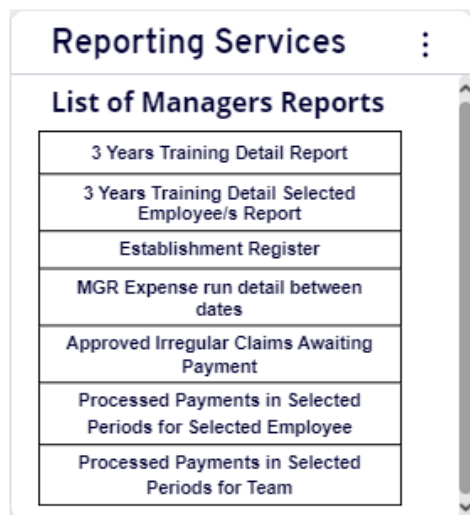 Reporting Services
List of Managers Reports
3 Years Training Detail Report
3 Years Training Detail Selected
Employee/s Report
Establishment Register
MGR Expense run detail between
dates
Approved Irregular Claims Awaiting
Payment
Processed Payments in Selected
Periods for Selected Employee
Processed Payments in Selected
Periods for Team